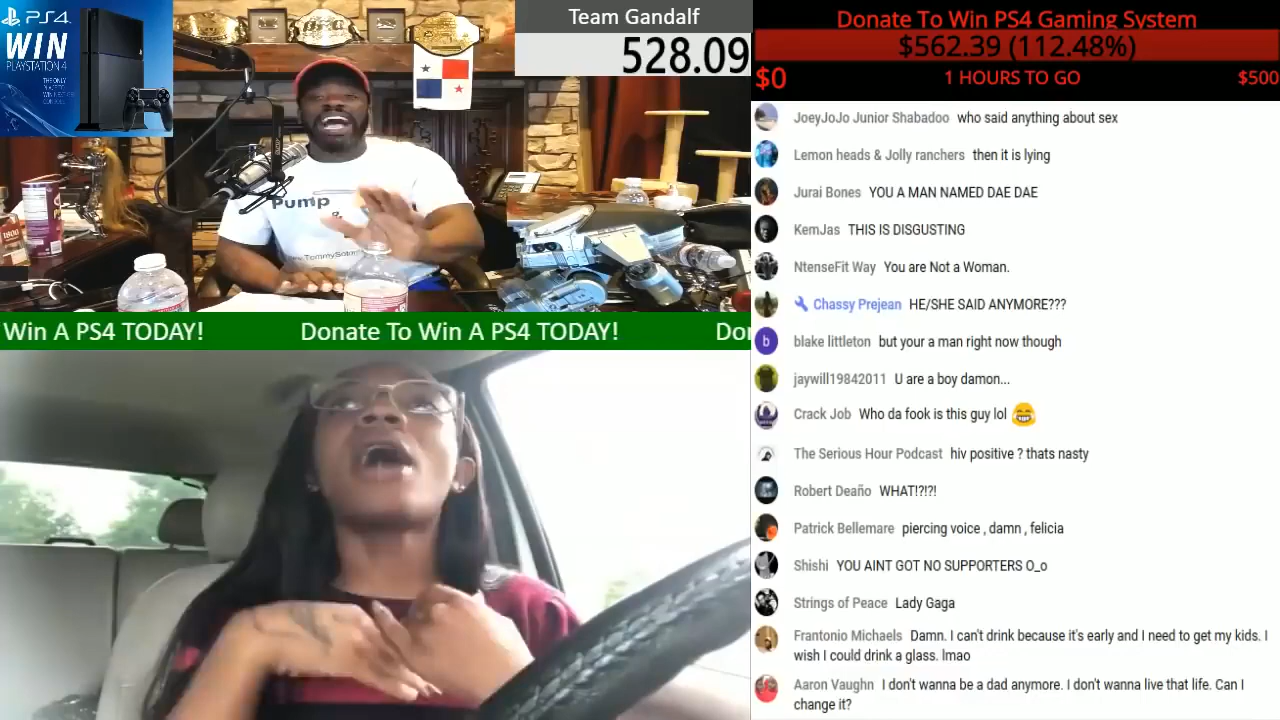 PS4
WIN
PLAYSTATION 4
Team Gandalf
528.09
Pump
Win A PS4 TODAY!
Donate To Win A PS4 TODAY!
Don
Donate To Win PS4 Gaming System
$562.39 (112.48%)
$0
1 HOURS TO GO
$500
JoeyJoJo Junior Shabadoo who said anything about sex
Lemon heads & Jolly ranchers then it is lying
Jurai Bones YOU A MAN NAMED DAE DAE
KemJas THIS IS DISGUSTING
NtenseFit Way You are Not a Woman.
Chassy Prejean HE/SHE SAID ANYMORE???
b
blake littleton but your a man right now though
jaywill19842011 U are a boy damon...
Crack Job Who da fook is this guy lol 😂
The Serious Hour Podcast hiv positive ? thats nasty
Robert Deaño WHAT!?!?!
Patrick Bellemare piercing voice , damn , felicia
Shishi YOU AINT GOT NO SUPPORTERS O_o
Strings of Peace Lady Gaga
Frantonio Michaels Damn. I can't drink because it's early and I need to get my kids. I
wish I could drink a glass. lmao
Aaron Vaughn I don't wanna be a dad anymore. I don't wanna live that life. Can I
change it?